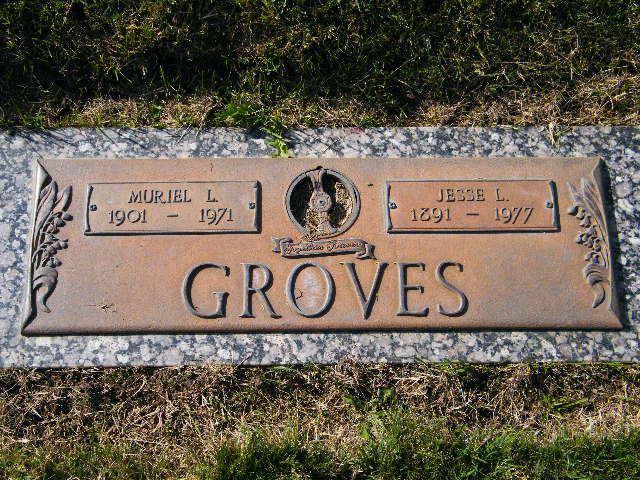 MURIEL L.
1901 - 1971
JESSE L.
1891 - 1977
GROVES